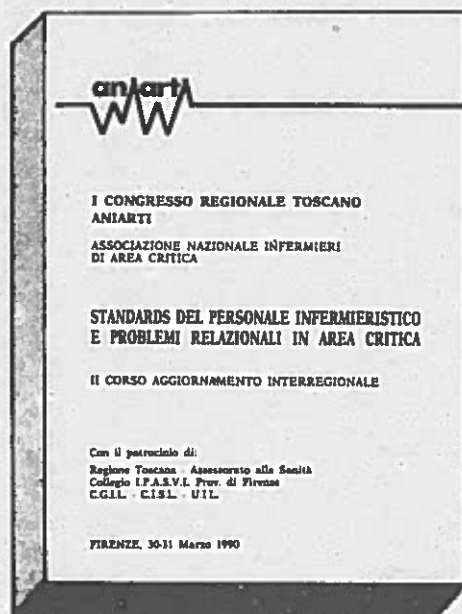 aniarti
I CONGRESSO REGIONALE TOSCANO
ANIARTI
ASSOCIAZIONE NAZIONALE INFERMIERI
DI AREA CRITICA
STANDARDS DEL PERSONALE INFERMIERISTICO
E PROBLEMI RELAZIONALI IN AREA CRITICA
II CORSO AGGIORNAMENTO INTERREGIONALE
Con il patrocinio di:
Regione Toscana - Assessorato alla Sanità
Collegio I.P.A.S.V.I. Prov. di Firenze
C.G.I.L. - C.I.S.L. - U.I.L.
FIRENZE, 30-31 Marzo 1990